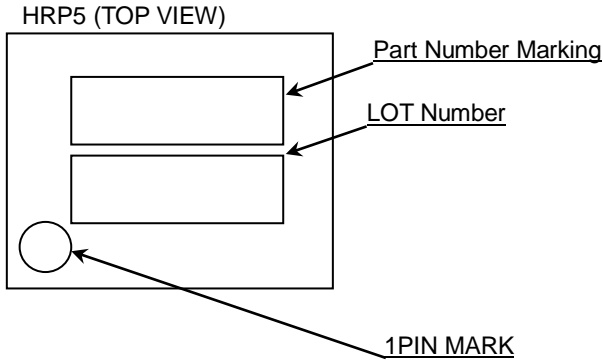 HRP5 (TOP VIEW)
Part Number Marking
LOT Number
1PIN MARK